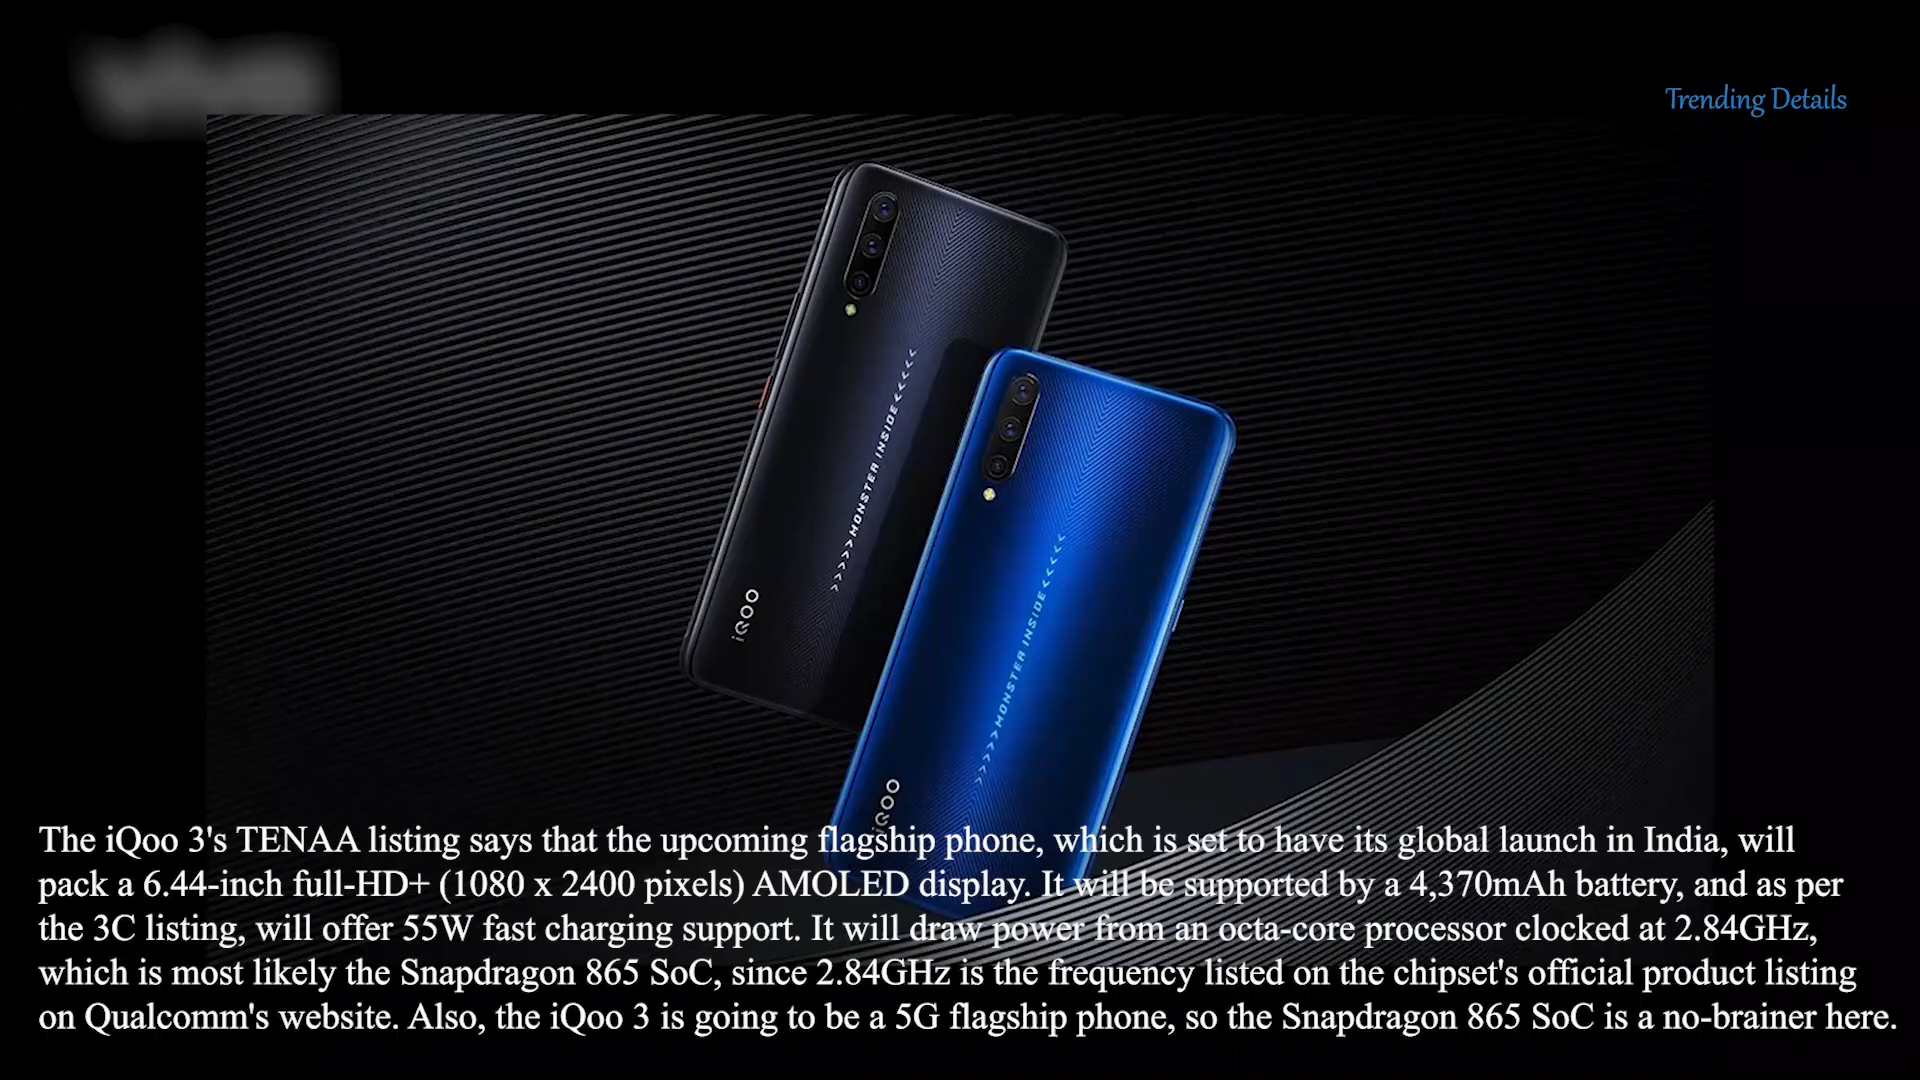 Trending Details
>>>>>MONSTER INSIDE<<<<<
iQOO
>>>>>MONSTER INSIDE<<<<<
iQOO
The iQoo 3's TENAA listing says that the upcoming flagship phone, which is set to have its global launch in India, will
pack a 6.44-inch full-HD+ (1080 x 2400 pixels) AMOLED display. It will be supported by a 4,370mAh battery, and as per
the 3C listing, will offer 55W fast charging support. It will draw power from an octa-core processor clocked at 2.84GHz,
which is most likely the Snapdragon 865 SoC, since 2.84GHz is the frequency listed on the chipset's official product listing
on Qualcomm's website. Also, the iQoo 3 is going to be a 5G flagship phone, so the Snapdragon 865 SoC is a no-brainer here.